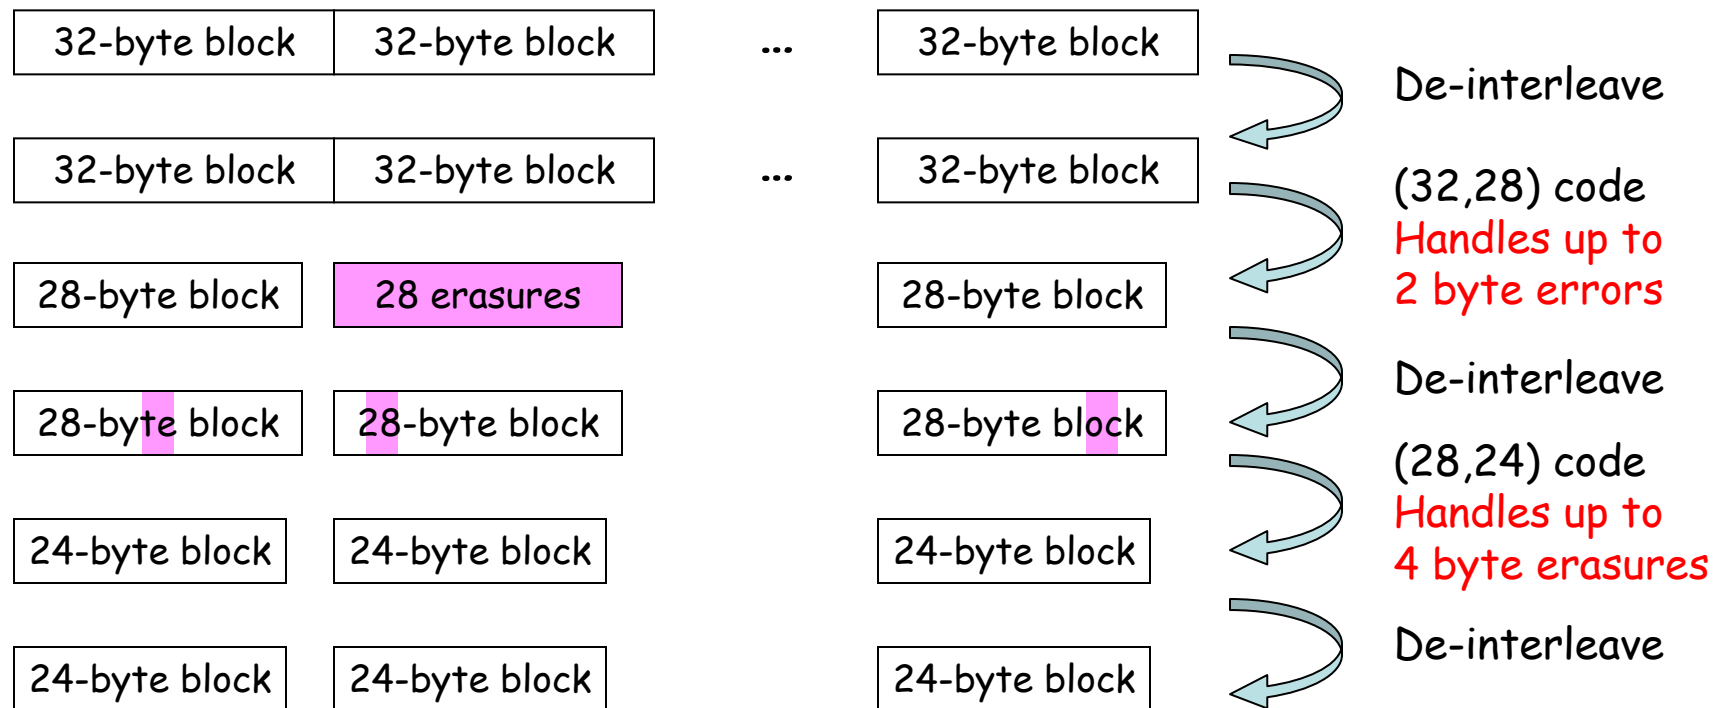 32-byte block 32-byte block ... 32-byte block
De-interleave
32-byte block 32-byte block ... 32-byte block
(32,28) code
Handles up to
2 byte errors
28-byte block 28 erasures 28-byte block
De-interleave
28-byte block 28-byte block 28-byte block
(28,24) code
Handles up to
4 byte erasures
24-byte block 24-byte block 24-byte block
De-interleave
24-byte block 24-byte block 24-byte block